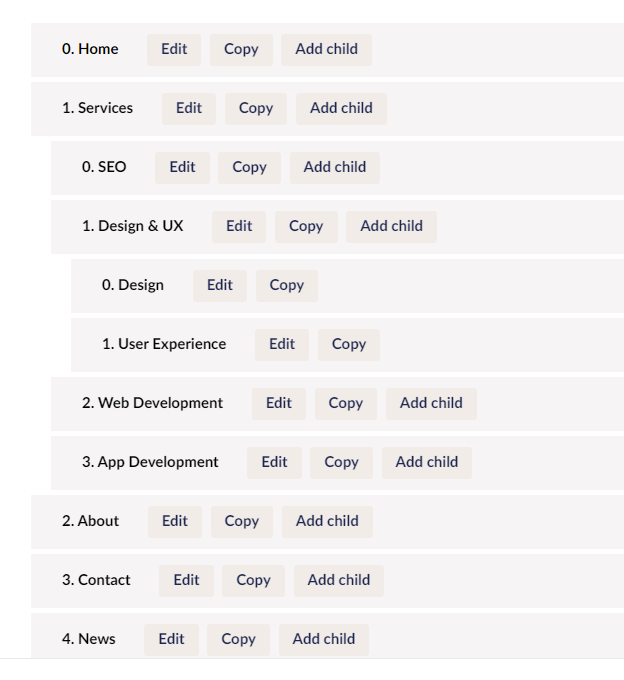 0. Home Edit Copy Add child
1. Services Edit Copy Add child
0. SEO Edit Copy Add child
1. Design & UX Edit Copy Add child
0. Design Edit Copy
1. User Experience Edit Copy
2. Web Development Edit Copy Add child
3. App Development Edit Copy Add child
2. About Edit Copy Add child
3. Contact Edit Copy Add child
4. News Edit Copy Add child